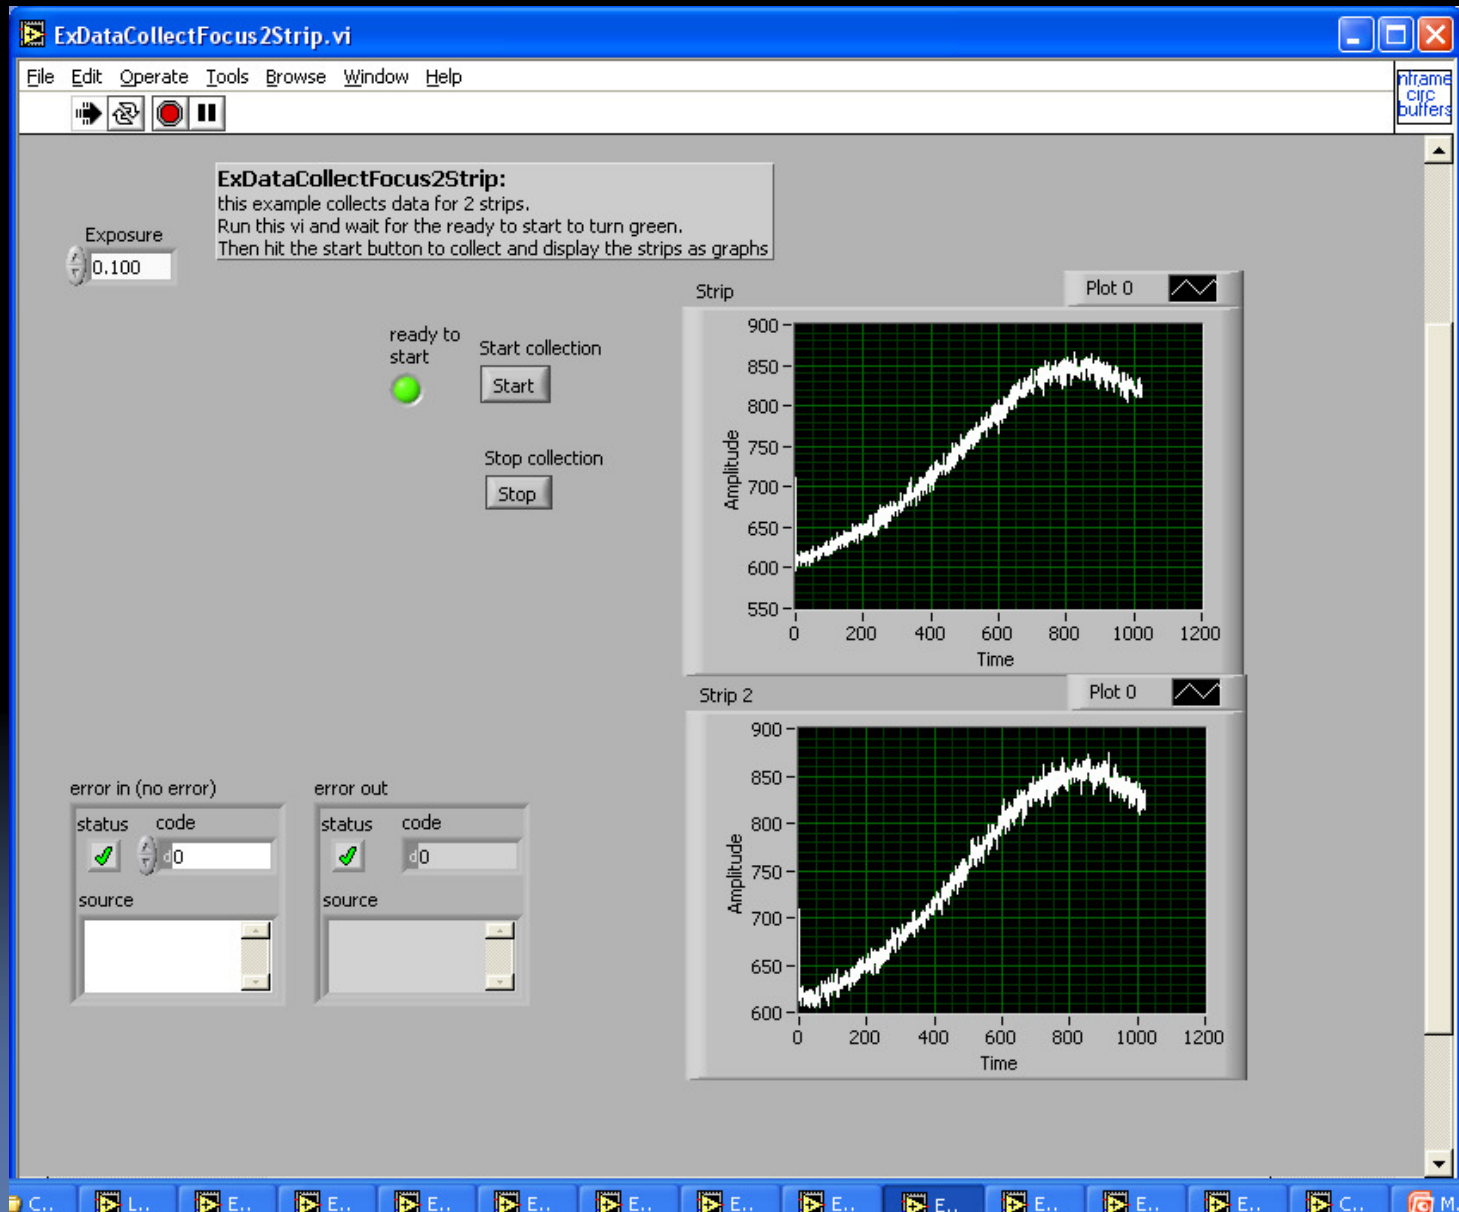 ExDataCollectFocus2Strip.vi
File Edit Operate Tools Browse Window Help
nframe
circ
buffers
ExDataCollectFocus2Strip:
this example collects data for 2 strips.
Run this vi and wait for the ready to start to turn green.
Then hit the start button to collect and display the strips as graphs
Exposure
0.100
ready to
start
Start collection
Start
Stop collection
Stop
Strip
Plot 0
900
850
800
750
700
650
600
550
Amplitude
0 200 400 600 800 1000 1200
Time
Strip 2
Plot 0
900
850
800
750
700
650
600
Amplitude
0 200 400 600 800 1000 1200
Time
error in (no error)
status code
d0
source
error out
status code
d0
source
C.. L.. E.. E.. E.. E.. E.. E.. E.. E.. E.. E.. E.. C.. M.